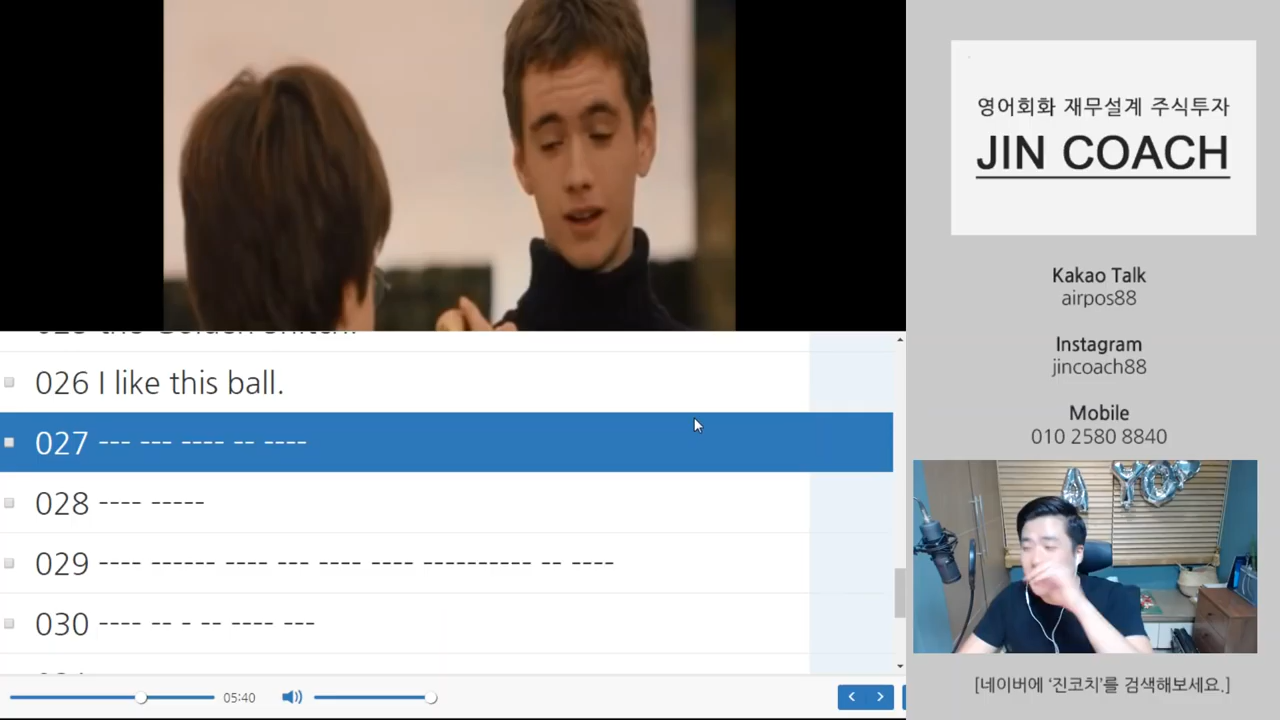 026 I like this ball.
027 --- --- ---- -- ----
028 ---- -----
029 ---- ------ ---- --- ---- ---- ---------- -- ----
030 ---- -- - -- ---- ---
05:40
영어회화 재무설계 주식투자
JIN COACH
Kakao Talk
airpos88
Instagram
jincoach88
Mobile
010 2580 8840
A YO!
[네이버에 '진코치'를 검색해보세요.]